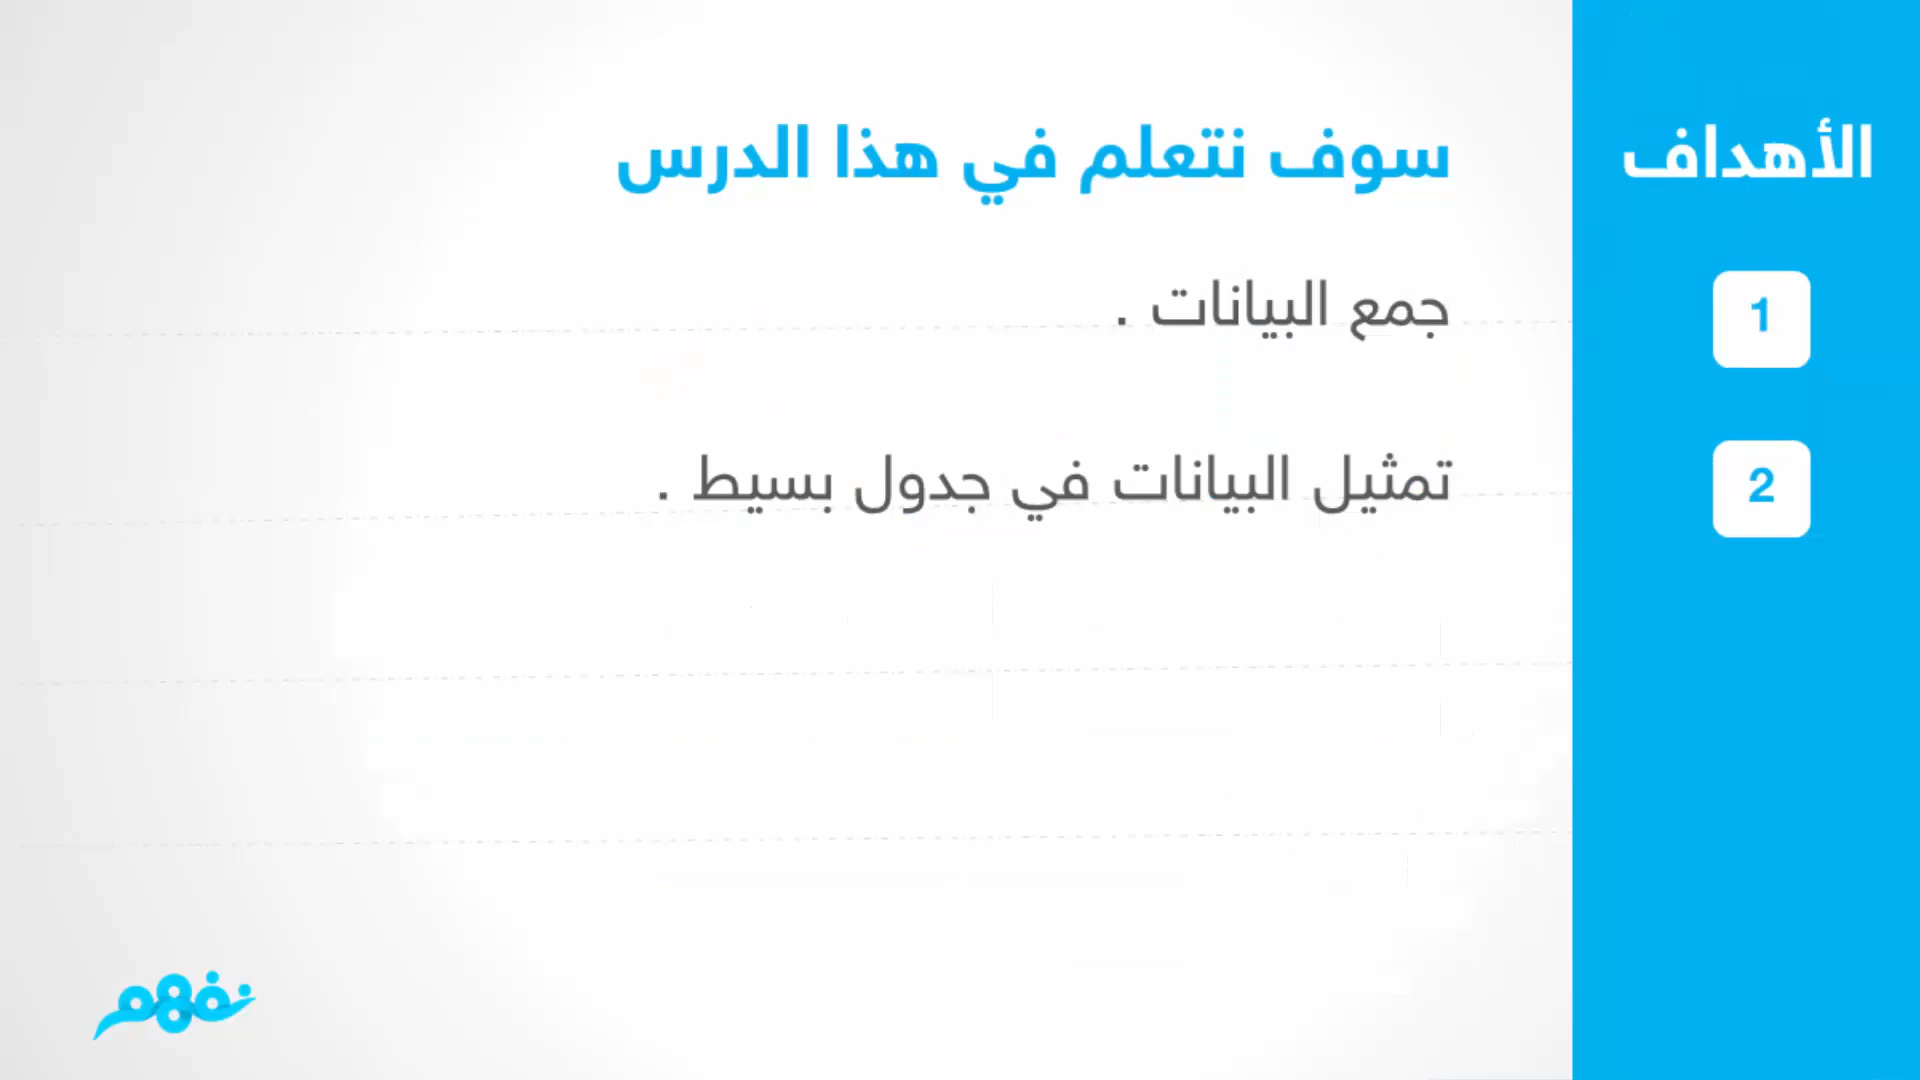 الأهداف
سوف نتعلم في هذا الدرس
1
جمع البيانات .
2
تمثيل البيانات في جدول بسيط .
نفهم